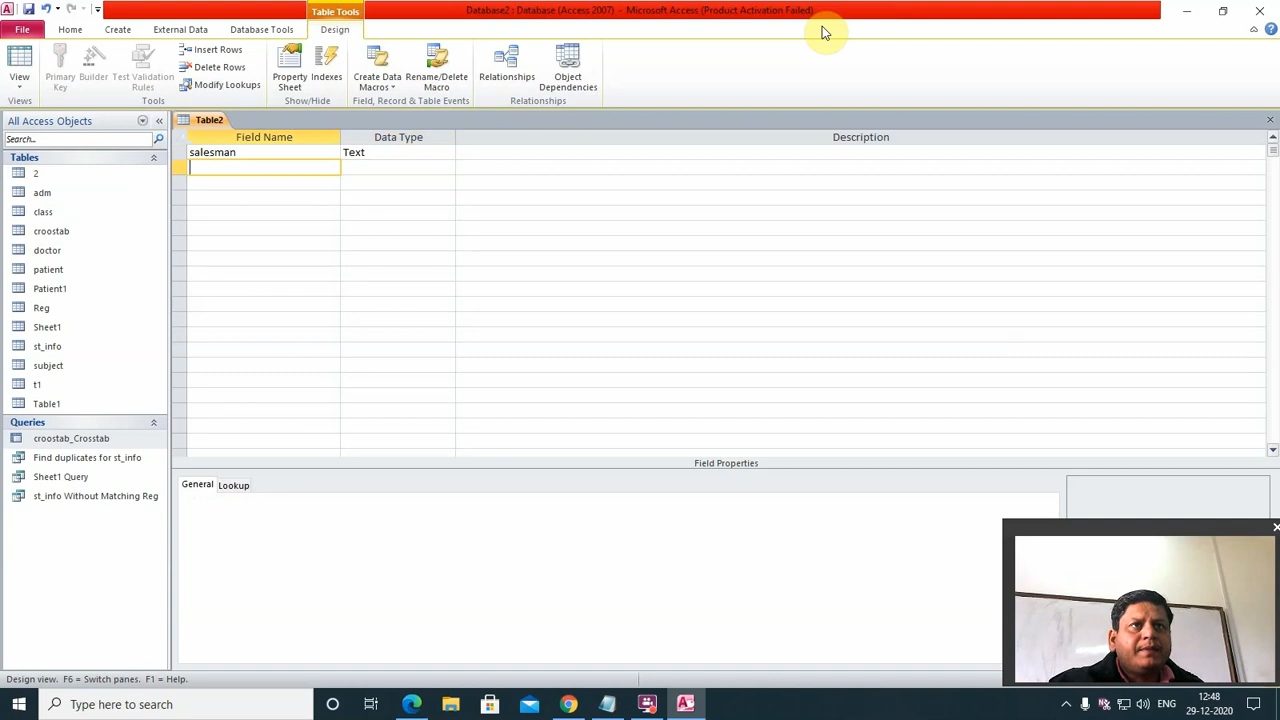 Table Tools
Database2 : Database (Access 2007) - Microsoft Access (Product Activation Failed)
File
Home
Create
External Data
Database Tools
Design
View
Primary Key
Builder
Test Validation Rules
Insert Rows
Delete Rows
Modify Lookups
Property Sheet
Indexes
Create Data Macros
Rename/Delete Macro
Relationships
Object Dependencies
Views
Tools
Show/Hide
Field, Record & Table Events
Relationships
All Access Objects
Search...
Tables
2
adm
class
croostab
doctor
patient
Patient1
Reg
Sheet1
st_info
subject
t1
Table1
Queries
croostab_Crosstab
Find duplicates for st_info
Sheet1 Query
st_info Without Matching Reg
Table2
Field Name Data Type Description
salesman Text
Field Properties
General Lookup
Design view. F6 = Switch panes. F1 = Help.
Type here to search
ENG
12:48
29-12-2020